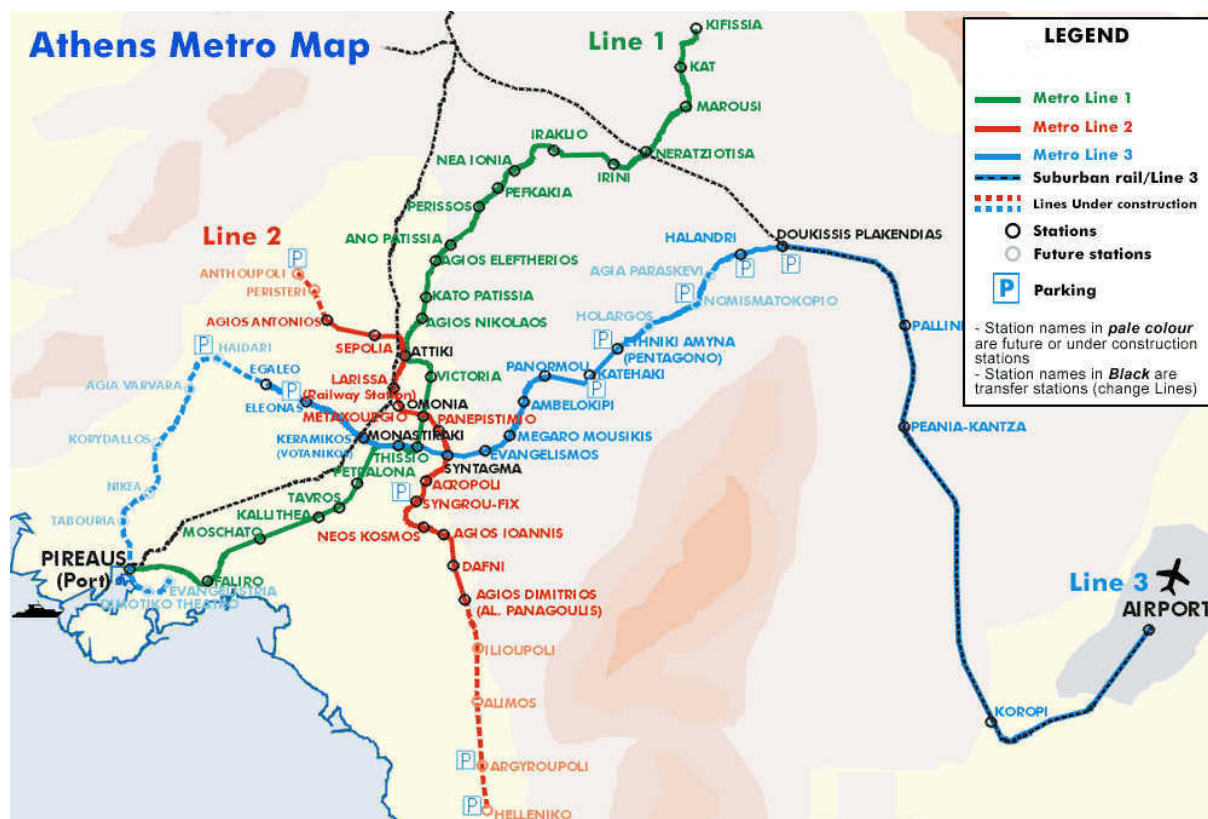 Athens Metro Map
Line 1
KIFISSIA
KAT
MAROUSI
IRAKLIO
NERATZIOTISA
NEA IONIA
IRINI
PEFKAKIA
PERISSOS
Line 2
ANO PATISSIA
HALANDRI
DOUKISSIS PLAKENDIAS
P
ANTHOUPOLI
AGIOS ELEFTHERIOS
P
P
AGIA PARASKEVI
PERISTERI
KATO PATISSIA
P
NOMISMATOKOPIO
AGIOS ANTONIOS
AGIOS NIKOLAOS
HOLARGOS
PALLINI
P
HAIDARI
SEPOLIA
ATTIKI
P
ETHNIKI AMYNA
(PENTAGONO)
EGALEO
PANORMOU
KATEHAKI
P
LARISSA
(Railway Station)
VICTORIA
AGIA VARVARA
P
ELEONAS
OMONIA
AMBELOKIPI
METAXOURGIO
PANEPISTIMIO
KORYDALLOS
KERAMIKOS
(VOTANIKOS)
MONASTIRAKI
MEGARO MOUSIKIS
PEANIA-KANTZA
THISSIO
EVANGELISMOS
SYNTAGMA
PETRALONA
ACROPOLI
NIKEA
P
TAVROS
SYNGROU-FIX
KALLITHEA
TABOURIA
MOSCHATO
NEOS KOSMOS
AGIOS IOANNIS
PIREAUS
(Port)
P
DAFNI
FALIRO
EVANGELISTRIA
DIMOTIKO THEATRO
AGIOS DIMITRIOS
(AL. PANAGOULIS)
Line 3
AIRPORT
ILIOUPOLI
ALIMOS
KOROPI
P
ARGYROUPOLI
P
HELLENIKO
LEGEND
Metro Line 1
Metro Line 2
Metro Line 3
Suburban rail/Line 3
Lines Under construction
Stations
Future stations
P
Parking
- Station names in pale colour
are future or under construction
stations
- Station names in Black are
transfer stations (change Lines)